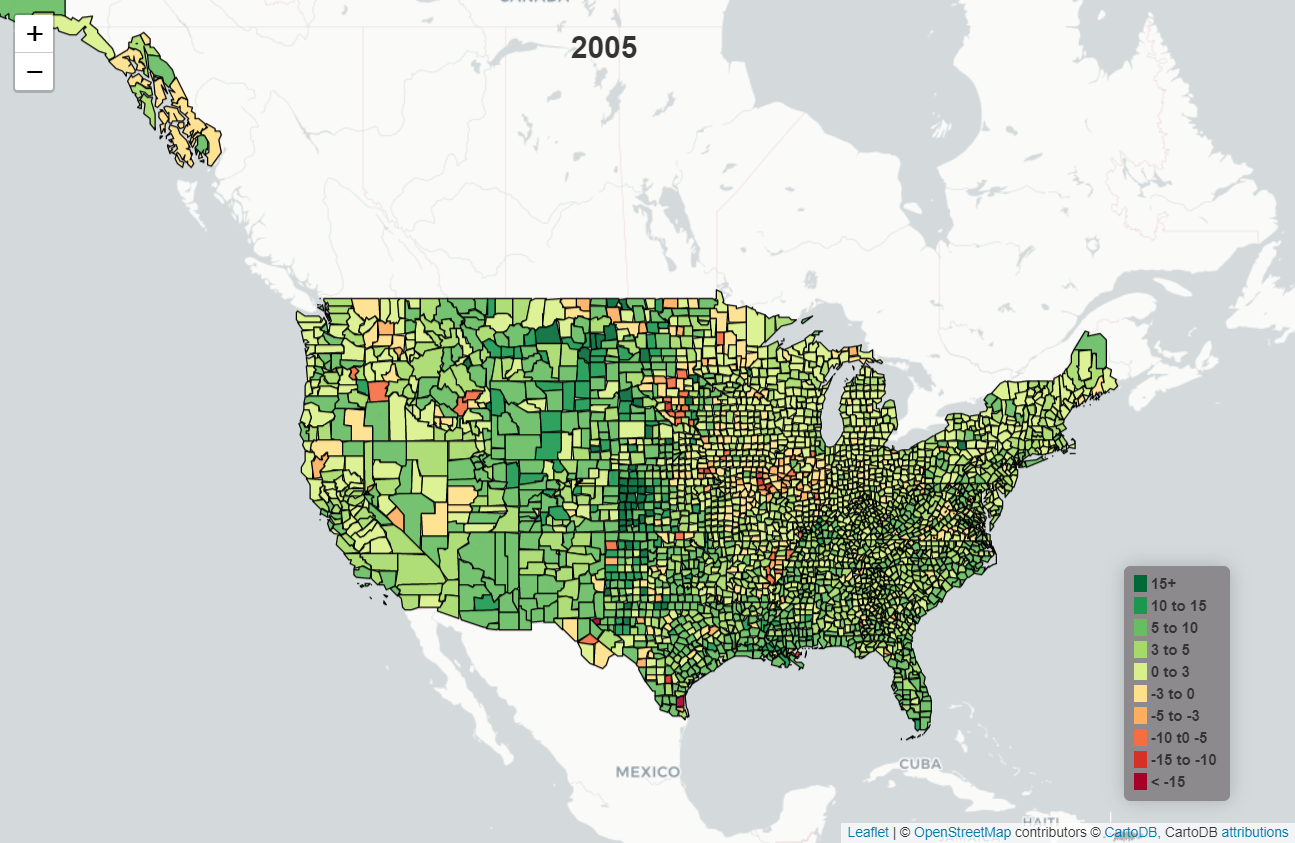 CANADA
+
2005
−
15+
10 to 15
5 to 10
3 to 5
0 to 3
-3 to 0
-5 to -3
-10 t0 -5
-15 to -10
< -15
CUBA
MEXICO
HAITI
Leaflet | © OpenStreetMap contributors © CartoDB, CartoDB attributions